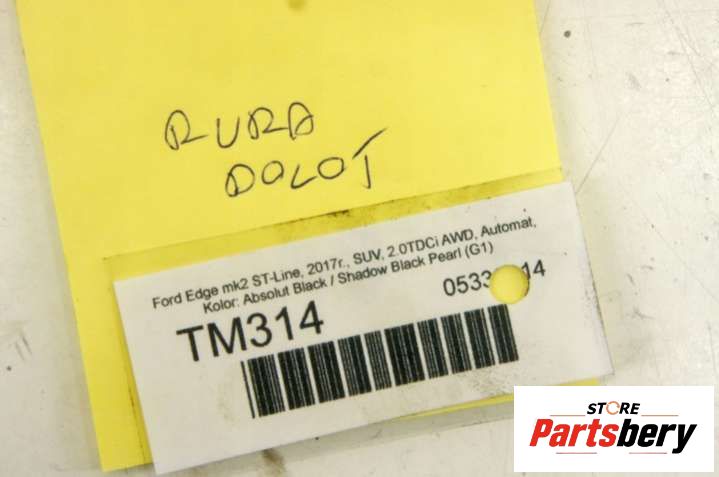 RURA
DOLOT
Ford Edge mk2 ST-Line, 2017r., SUV, 2.0TDCi AWD, Automat,
Kolor: Absolut Black / Shadow Black Pearl (G1)
TM314
STORE
Partsbery